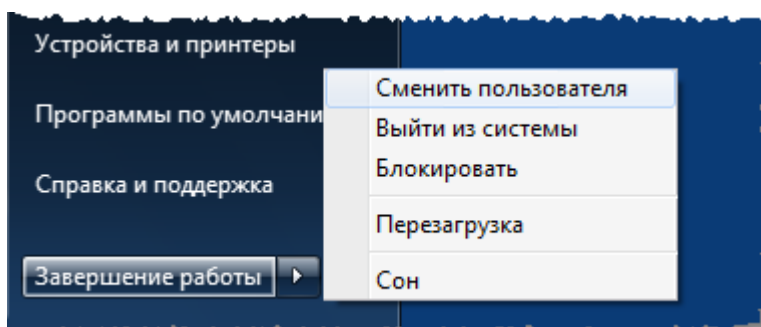 Устройства и принтеры
Программы по умолчани
Справка и поддержка
Завершение работы
Сменить пользователя
Выйти из системы
Блокировать
Перезагрузка
Сон